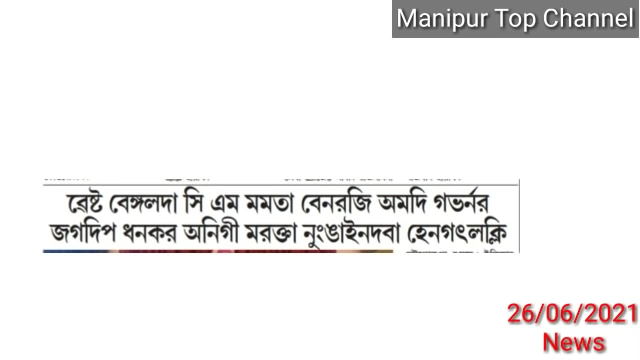 Manipur Top Channel
ৱেষ্ট বেঙ্গলদা সি এম মমতা বেনরজি অমদি গভর্নর
জগদিপ ধনকর অনিগী মরক্তা নুংঙাইনদবা হেনগৎলক্লি
26/06/2021
News